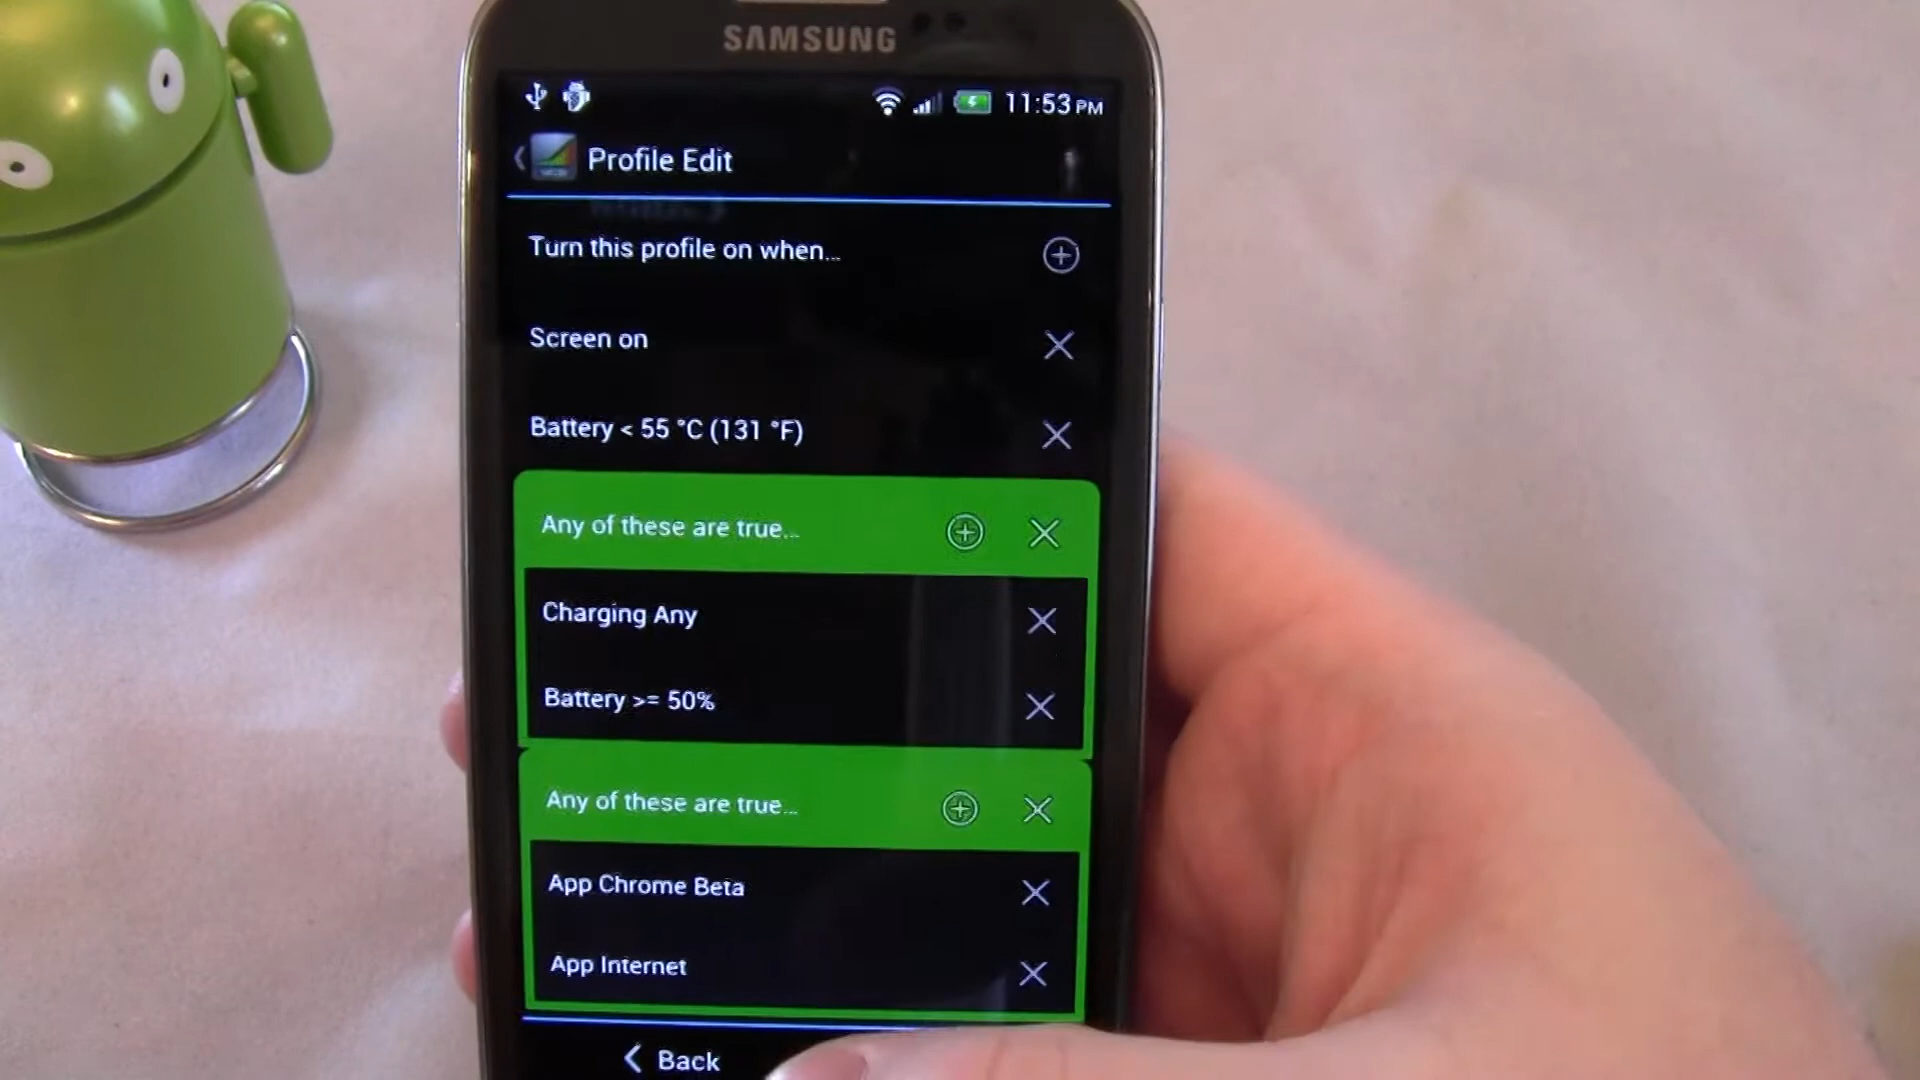 SAMSUNG
11:53 PM
Profile Edit
Turn this profile on when...
Screen on
Battery < 55 °C (131 °F)
Any of these are true...
Charging Any
Battery >= 50%
Any of these are true...
App Chrome Beta
App Internet
Back